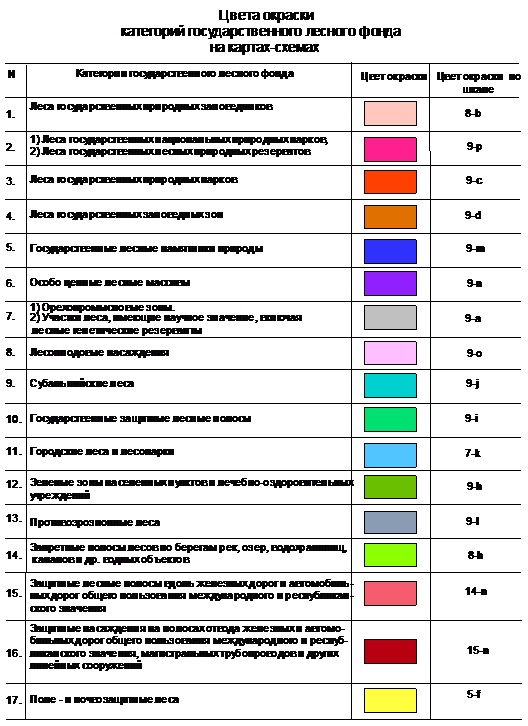 Цвета окраски
категорий государственного лесного фонда
на картах-схемах
N Категории государственного лесного фонда Цвет окраски Цвет окраски по шкале
1. Леса государственных природных заповедников 8-b
2. 1) Леса государственных национальных природных парков,
2) Леса государственных лесных природных резерватов 9-p
3. Леса государственных природных парков 9-c
4. Леса государственных заповедных зон 9-d
5. Государственные лесные памятники природы 9-m
6. Особо ценные лесные массивы 9-n
7. 1) Орехопромысловые зоны.
2) Участки леса, имеющие научное значение, включая
лесные генетические резерваты 9-a
8. Лесоплодовые насаждения 9-o
9. Субальпийские леса 9-j
10. Государственные защитные лесные полосы 9-i
11. Городские леса и лесопарки 7-k
12. Зеленые зоны населенных пунктов и лечебно-оздоровительных
учреждений 9-h
13. Противоэрозионные леса 9-l
14. Запретные полосы лесов по берегам рек, озер, водохранилищ,
каналов и др. водных объектов 8-h
15. Защитные лесные полосы вдоль железных дорог и автомобиль-
ных дорог общего пользования международного и республикан-
ского значения 14-n
16. Защитные насаждения на полосах отвода железных и автомо-
бильных дорог общего пользования международного и респуб-
ликанского значения, магистральных трубопроводов и других
линейных сооружений 15-n
17. Поле - и почвозащитные леса 5-f